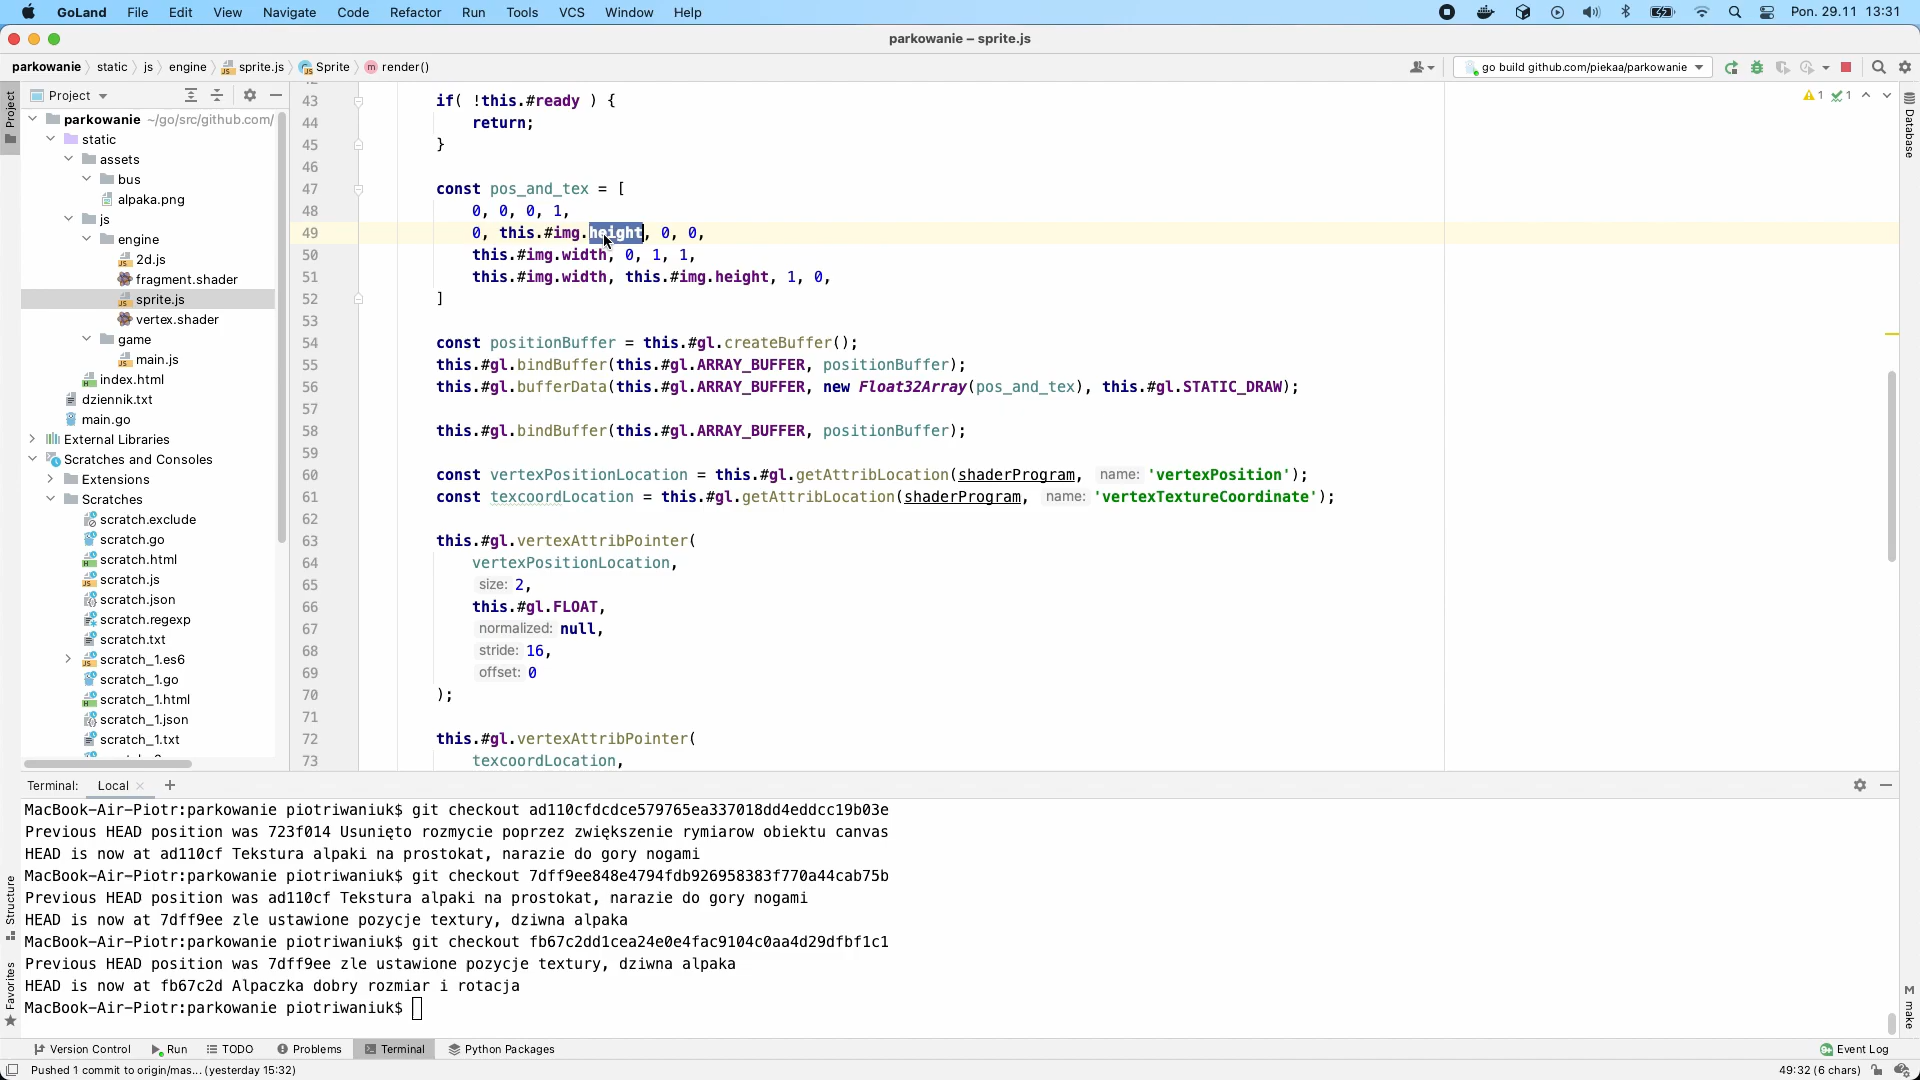 GoLand File Edit View Navigate Code Refactor Run Tools VCS Window Help Pon. 29.11 13:31
parkowanie – sprite.js
parkowanie static js engine sprite.js Sprite render() go build github.com/piekaa/parkowanie
Project
Project
parkowanie ~/go/src/github.com/
static
assets
bus
alpaka.png
js
engine
2d.js
fragment.shader
sprite.js
vertex.shader
game
main.js
index.html
dziennik.txt
main.go
External Libraries
Scratches and Consoles
Extensions
Scratches
scratch.exclude
scratch.go
scratch.html
scratch.js
scratch.json
scratch.regexp
scratch.txt
scratch_1.es6
scratch_1.go
scratch_1.html
scratch_1.json
scratch_1.txt
43 if( !this.#ready ) {
44 return;
45 }
46
47 const pos_and_tex = [
48 0, 0, 0, 1,
49 0, this.#img.height, 0, 0,
50 this.#img.width, 0, 1, 1,
51 this.#img.width, this.#img.height, 1, 0,
52 ]
53
54 const positionBuffer = this.#gl.createBuffer();
55 this.#gl.bindBuffer(this.#gl.ARRAY_BUFFER, positionBuffer);
56 this.#gl.bufferData(this.#gl.ARRAY_BUFFER, new Float32Array(pos_and_tex), this.#gl.STATIC_DRAW);
57
58 this.#gl.bindBuffer(this.#gl.ARRAY_BUFFER, positionBuffer);
59
60 const vertexPositionLocation = this.#gl.getAttribLocation(shaderProgram, name: 'vertexPosition');
61 const texcoordLocation = this.#gl.getAttribLocation(shaderProgram, name: 'vertexTextureCoordinate');
62
63 this.#gl.vertexAttribPointer(
64 vertexPositionLocation,
65 size: 2,
66 this.#gl.FLOAT,
67 normalized: null,
68 stride: 16,
69 offset: 0
70 );
71
72 this.#gl.vertexAttribPointer(
73 texcoordLocation,
1 1
Database
make
Structure
Favorites
Terminal: Local
MacBook-Air-Piotr:parkowanie piotriwaniuk$ git checkout ad110cfdcdce579765ea337018dd4eddcc19b03e
Previous HEAD position was 723f014 Usunięto rozmycie poprzez zwiększenie rymiarow obiektu canvas
HEAD is now at ad110cf Tekstura alpaki na prostokat, narazie do gory nogami
MacBook-Air-Piotr:parkowanie piotriwaniuk$ git checkout 7dff9ee848e4794fdb926958383f770a44cab75b
Previous HEAD position was ad110cf Tekstura alpaki na prostokat, narazie do gory nogami
HEAD is now at 7dff9ee zle ustawione pozycje textury, dziwna alpaka
MacBook-Air-Piotr:parkowanie piotriwaniuk$ git checkout fb67c2dd1cea24e0e4fac9104c0aa4d29dfbf1c1
Previous HEAD position was 7dff9ee zle ustawione pozycje textury, dziwna alpaka
HEAD is now at fb67c2d Alpaczka dobry rozmiar i rotacja
MacBook-Air-Piotr:parkowanie piotriwaniuk$
Version Control Run TODO Problems Terminal Python Packages Event Log
Pushed 1 commit to origin/mas... (yesterday 15:32) 49:32 (6 chars)